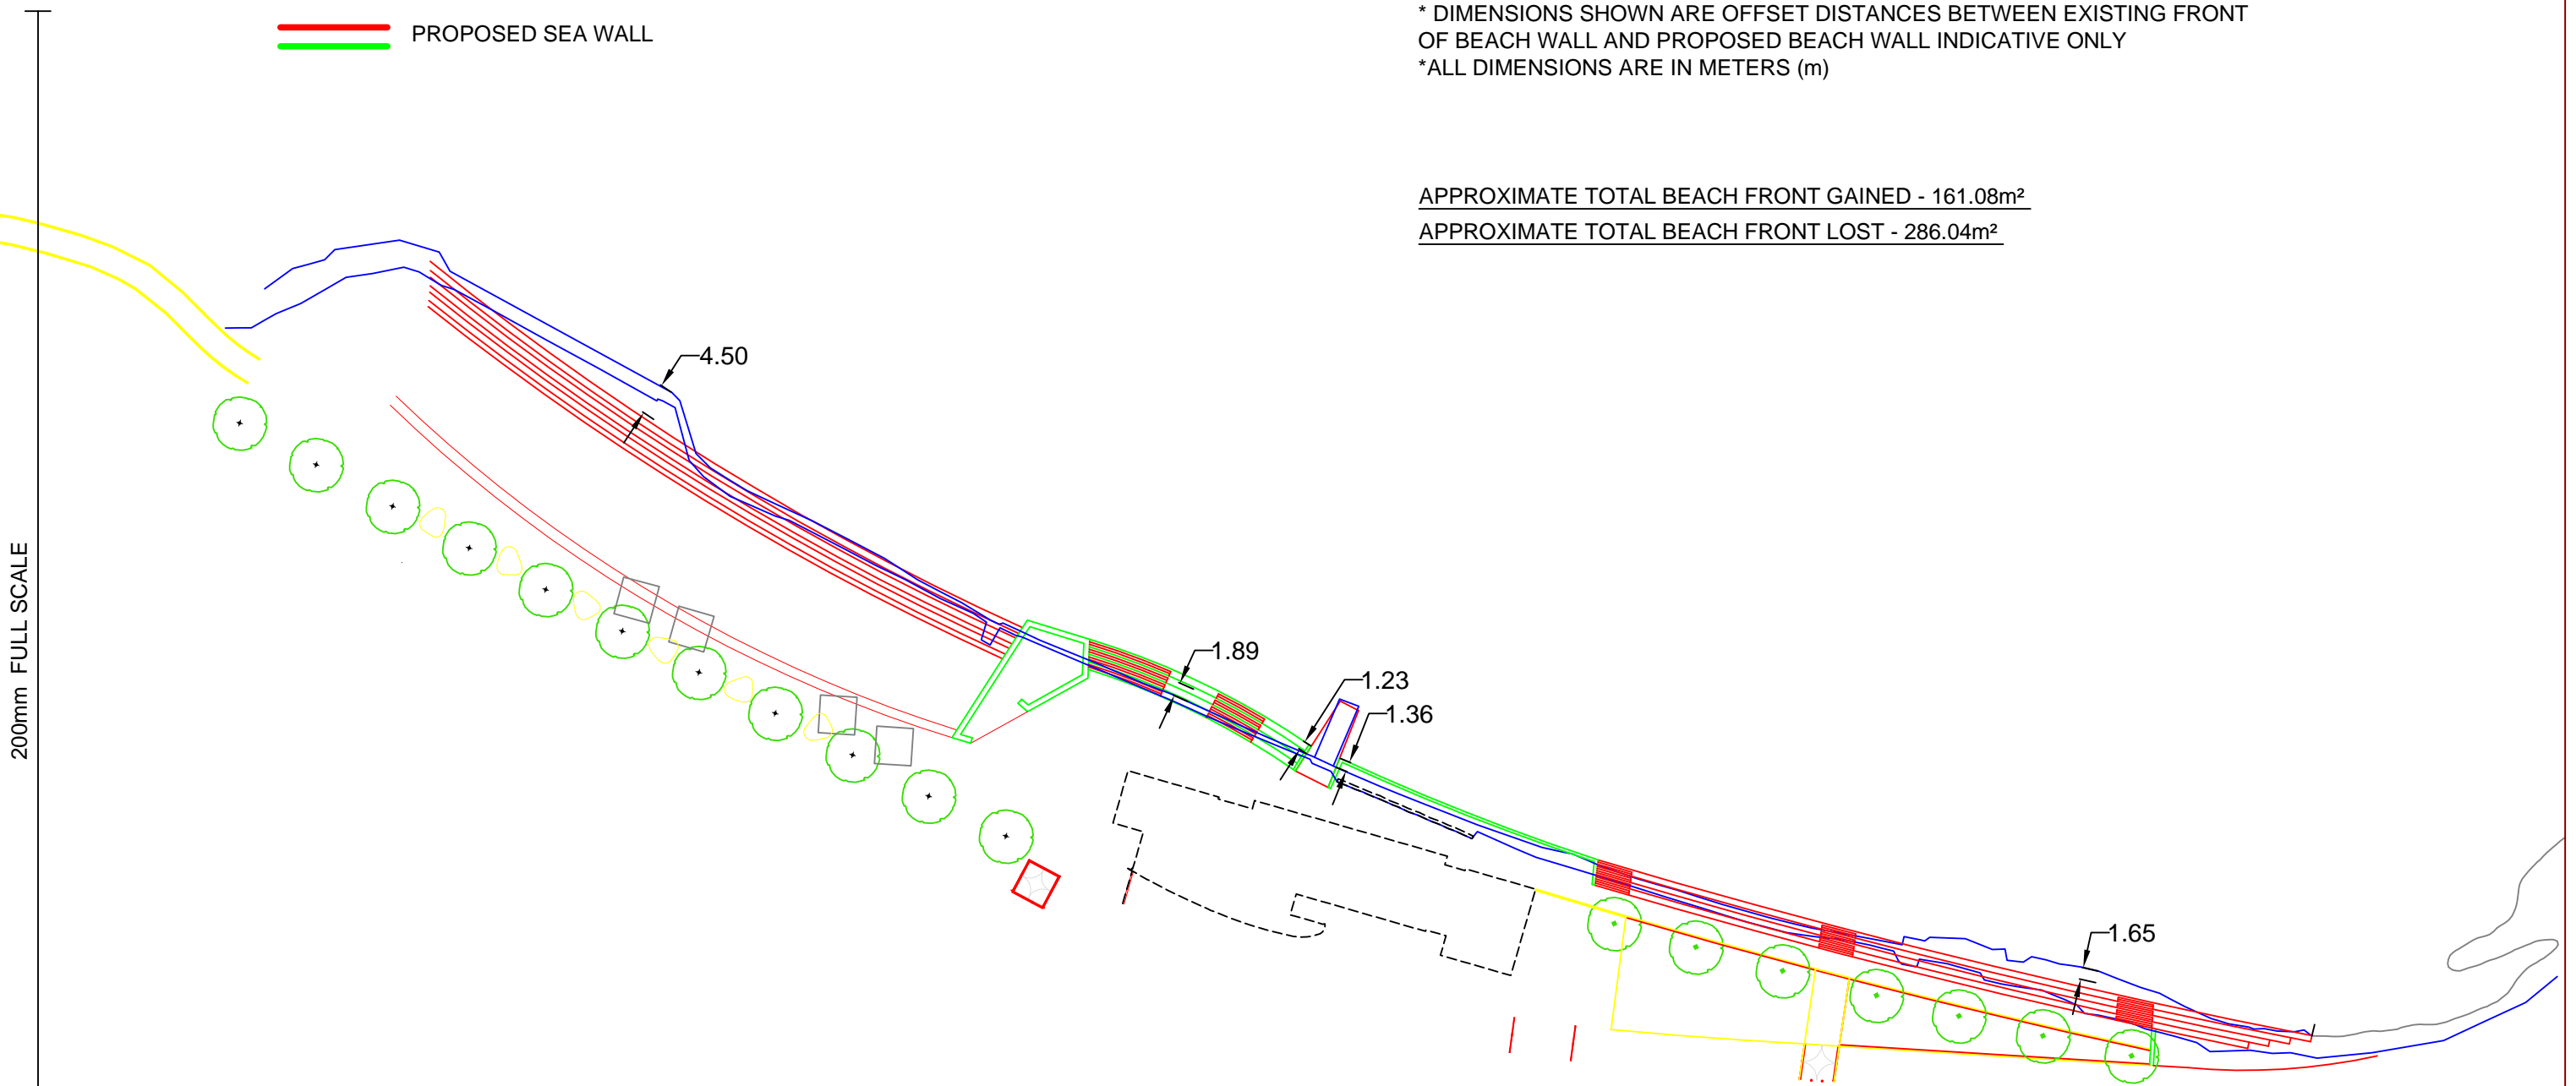 PROPOSED SEA WALL
* DIMENSIONS SHOWN ARE OFFSET DISTANCES BETWEEN EXISTING FRONT
OF BEACH WALL AND PROPOSED BEACH WALL INDICATIVE ONLY
*ALL DIMENSIONS ARE IN METERS (m)
APPROXIMATE TOTAL BEACH FRONT GAINED - 161.08m²
APPROXIMATE TOTAL BEACH FRONT LOST - 286.04m²
200mm FULL SCALE
4.50
1.89
1.23
1.36
1.65